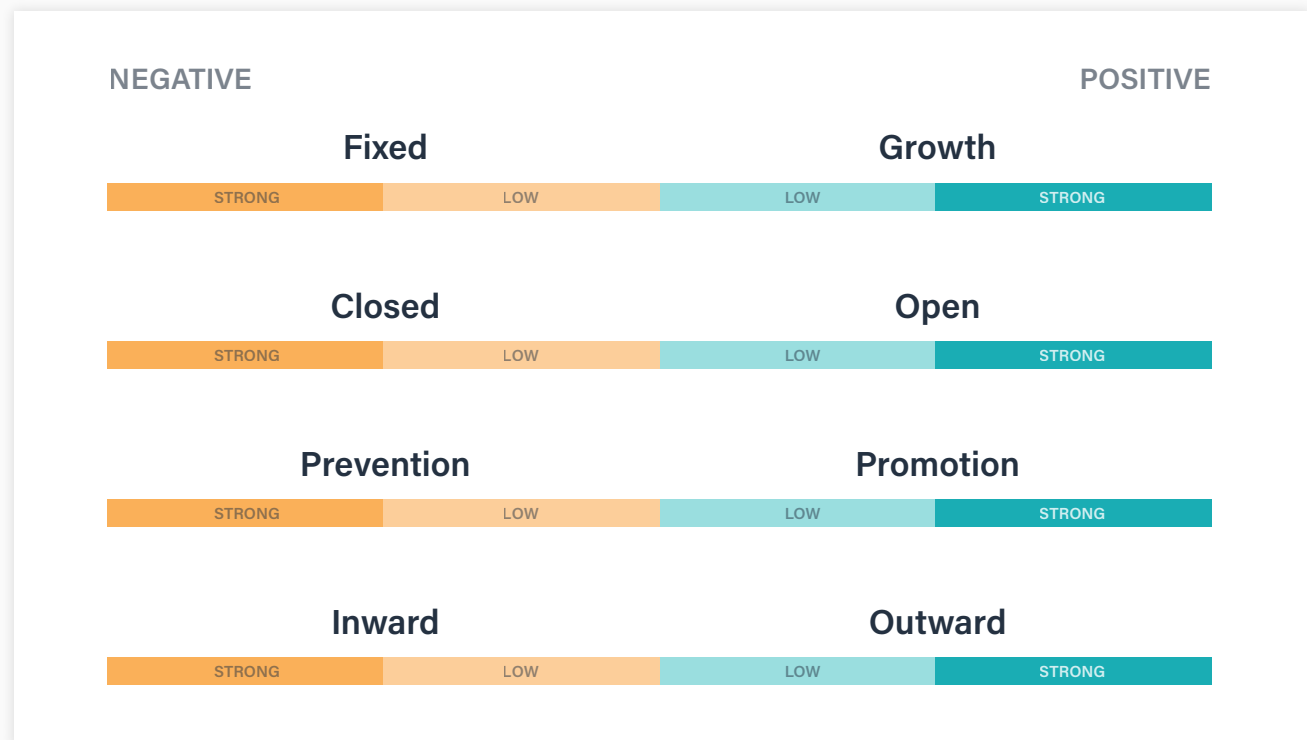 NEGATIVE POSITIVE
Fixed Growth
STRONG LOW LOW STRONG
Closed Open
STRONG LOW LOW STRONG
Prevention Promotion
STRONG LOW LOW STRONG
Inward Outward
STRONG LOW LOW STRONG